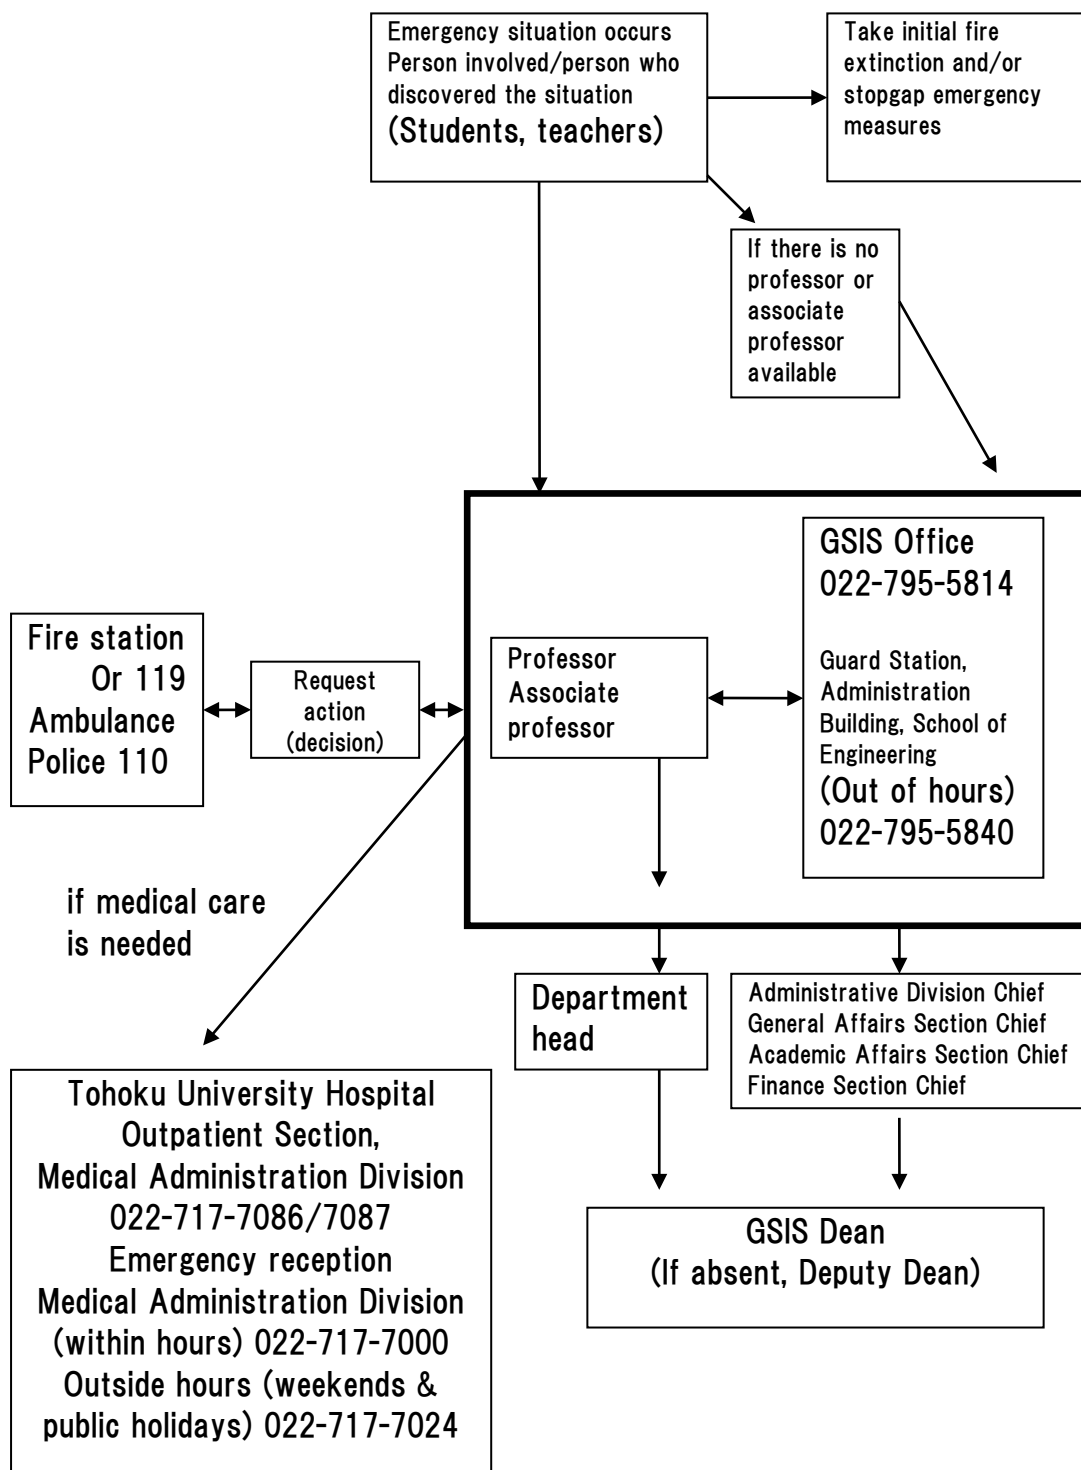 Emergency situation occurs
Person involved/person who
discovered the situation
(Students, teachers)
Take initial fire
extinction and/or
stopgap emergency
measures
If there is no
professor or
associate
professor
available
GSIS Office
022-795-5814
Guard Station,
Administration
Building, School of
Engineering
(Out of hours)
022-795-5840
Professor
Associate
professor
Request
action
(decision)
Fire station
Or 119
Ambulance
Police 110
if medical care
is needed
Department
head
Administrative Division Chief
General Affairs Section Chief
Academic Affairs Section Chief
Finance Section Chief
GSIS Dean
(If absent, Deputy Dean)
Tohoku University Hospital
Outpatient Section,
Medical Administration Division
022-717-7086/7087
Emergency reception
Medical Administration Division
(within hours) 022-717-7000
Outside hours (weekends &
public holidays) 022-717-7024